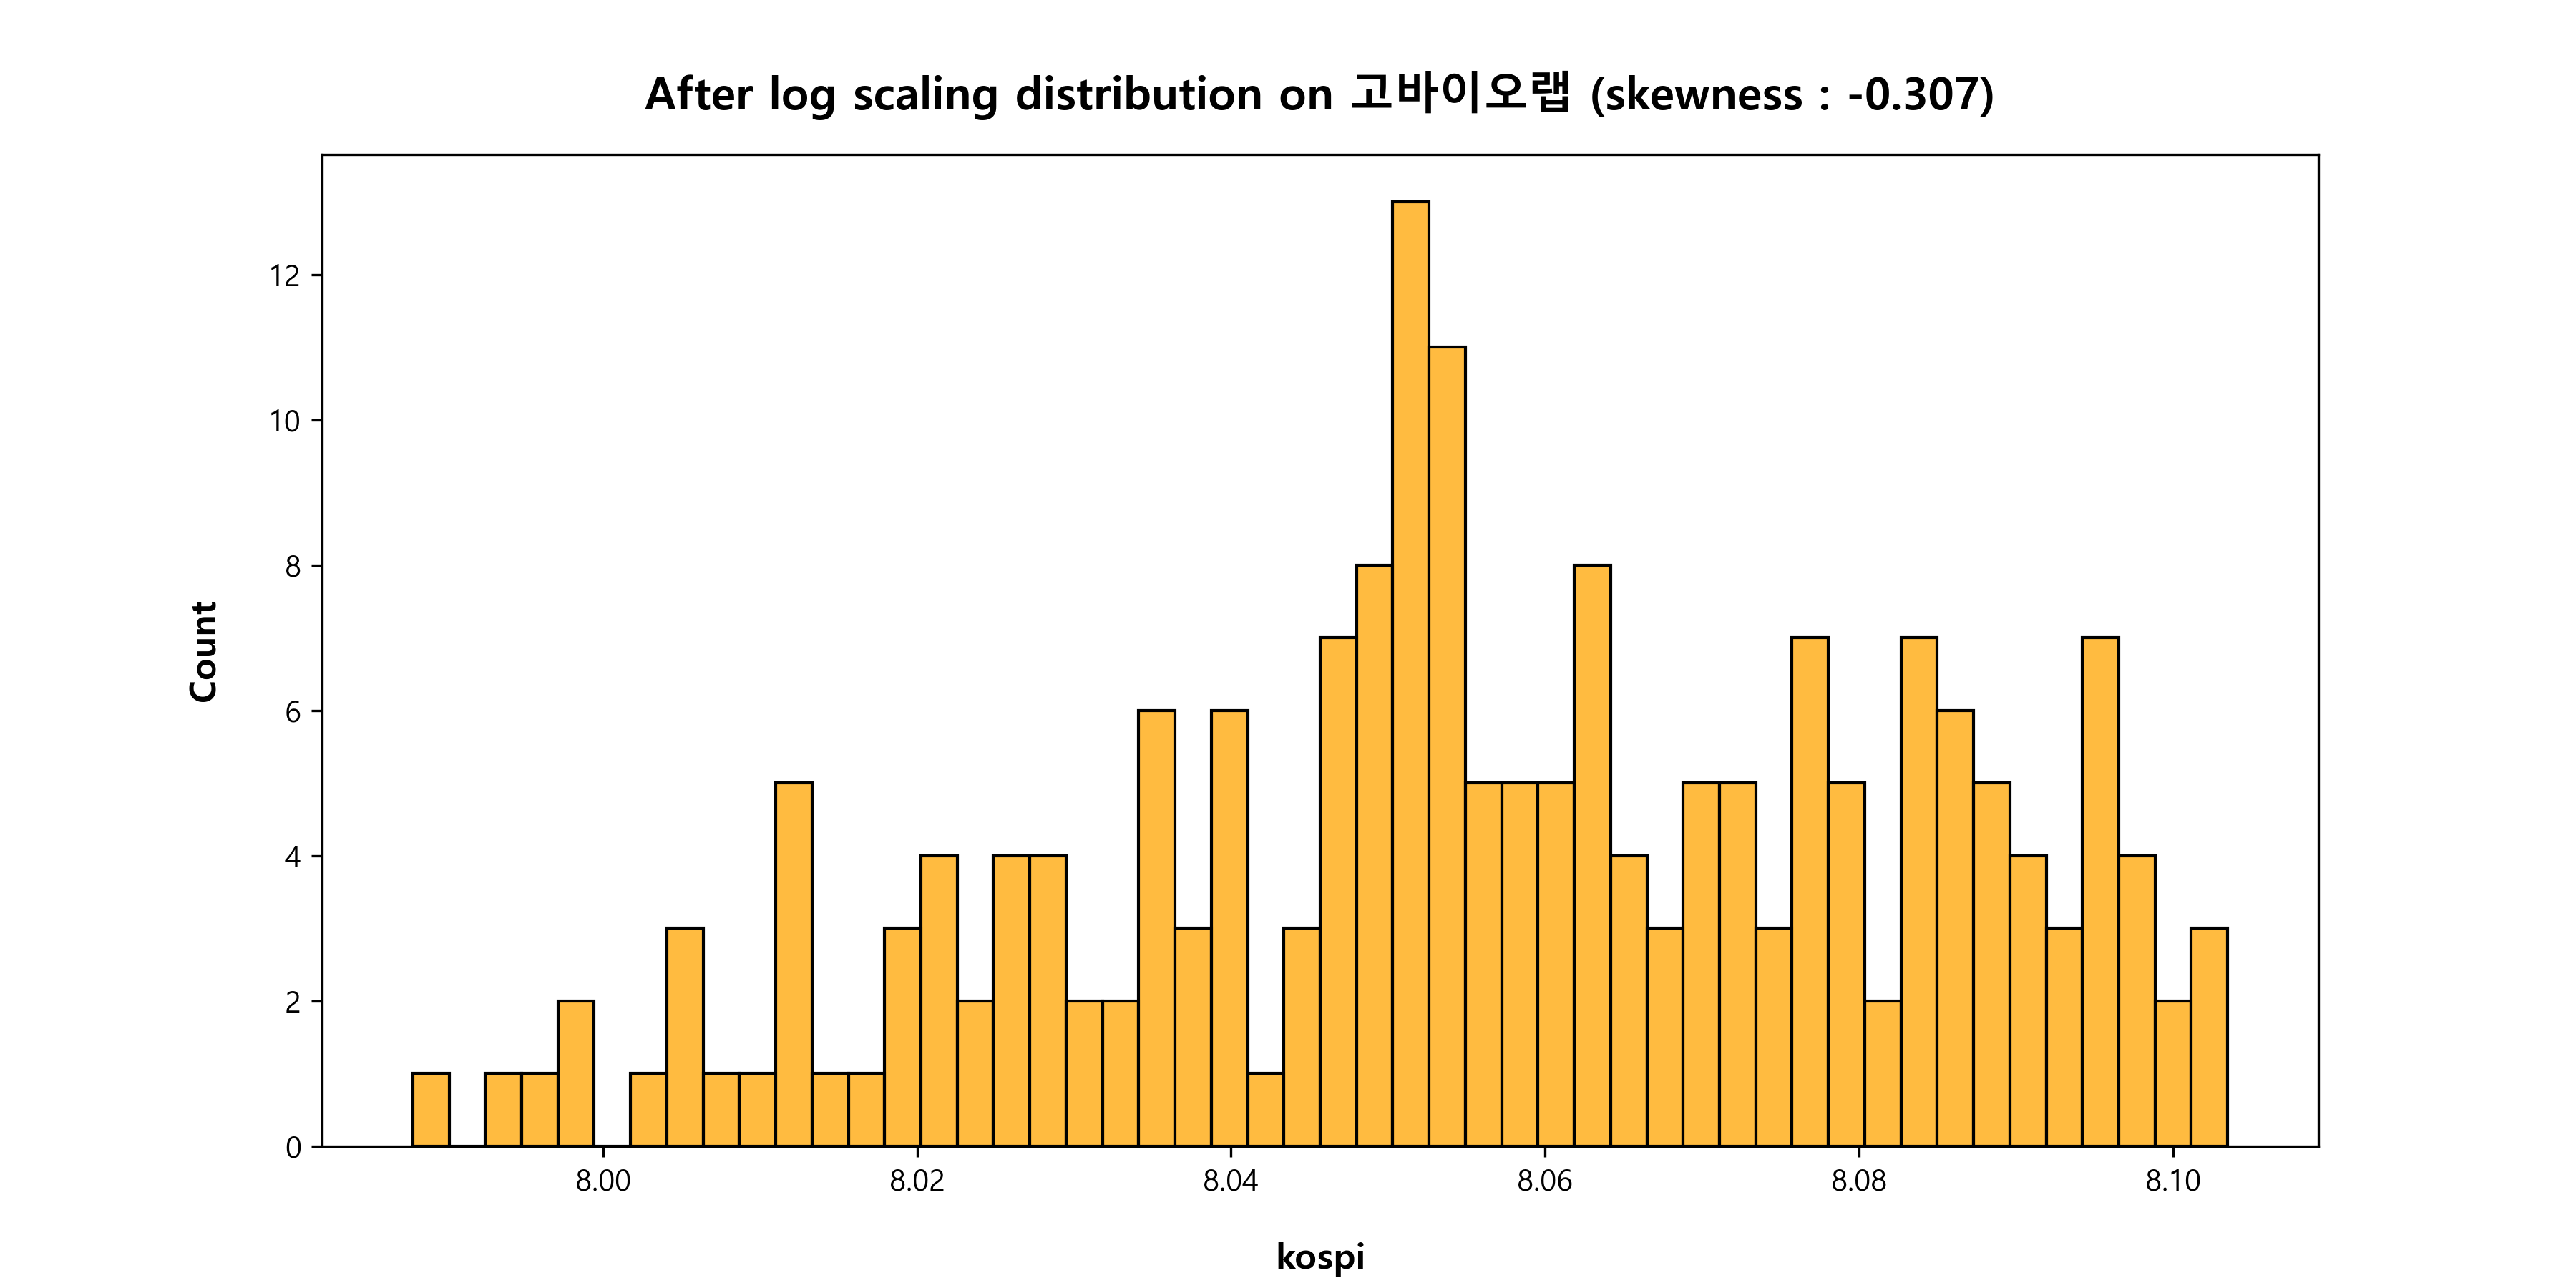 After log scaling distribution on 고바이오랩 (skewness : -0.307)
12
10
8
6
4
2
0
Count
8.00 8.02 8.04 8.06 8.08 8.10
kospi